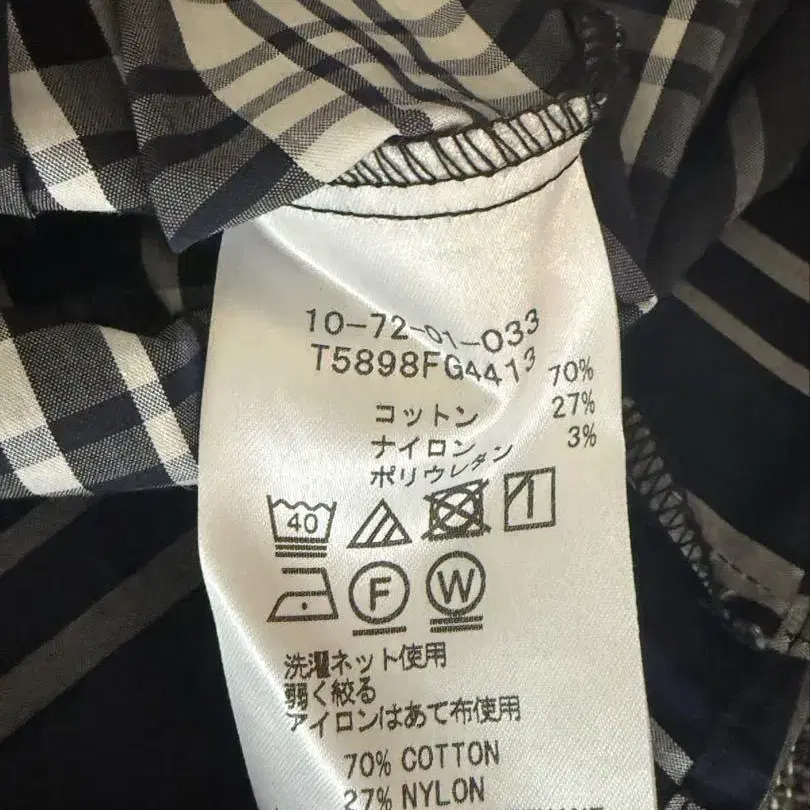 10-72-01-033
T5898FG4413
コットン 70%
ナイロン 27%
ポリウレタン 3%
40
F W
洗濯ネット使用
弱く絞る
アイロンはあて布使用
70% COTTON
27% NYLON